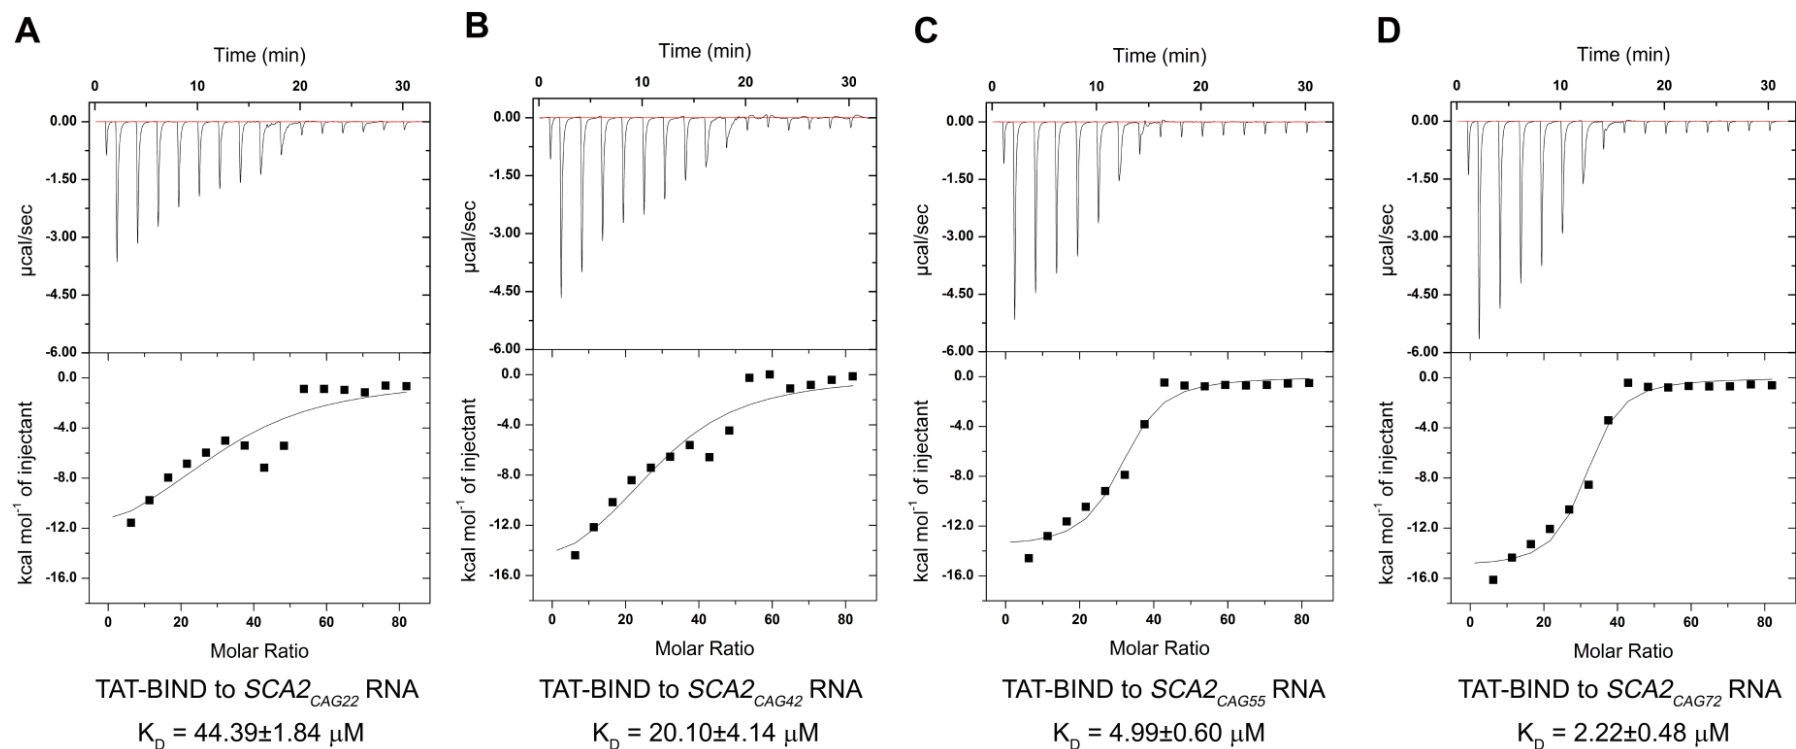 A
Time (min)
0 10 20 30
0.00
-1.50
-3.00
-4.50
-6.00
µcal/sec
0.0
-4.0
-8.0
-12.0
-16.0
kcal mol⁻¹ of injectant
0 20 40 60 80
Molar Ratio
TAT-BIND to SCA2CAG22 RNA
KD = 44.39±1.84 µM
B
Time (min)
0 10 20 30
0.00
-1.50
-3.00
-4.50
-6.00
µcal/sec
0.0
-4.0
-8.0
-12.0
-16.0
kcal mol⁻¹ of injectant
0 20 40 60 80
Molar Ratio
TAT-BIND to SCA2CAG42 RNA
KD = 20.10±4.14 µM
C
Time (min)
0 10 20 30
0.00
-1.50
-3.00
-4.50
-6.00
µcal/sec
0.0
-4.0
-8.0
-12.0
-16.0
kcal mol⁻¹ of injectant
0 20 40 60 80
Molar Ratio
TAT-BIND to SCA2CAG55 RNA
KD = 4.99±0.60 µM
D
Time (min)
0 10 20 30
0.00
-1.50
-3.00
-4.50
-6.00
µcal/sec
0.0
-4.0
-8.0
-12.0
-16.0
kcal mol⁻¹ of injectant
0 20 40 60 80
Molar Ratio
TAT-BIND to SCA2CAG72 RNA
KD = 2.22±0.48 µM